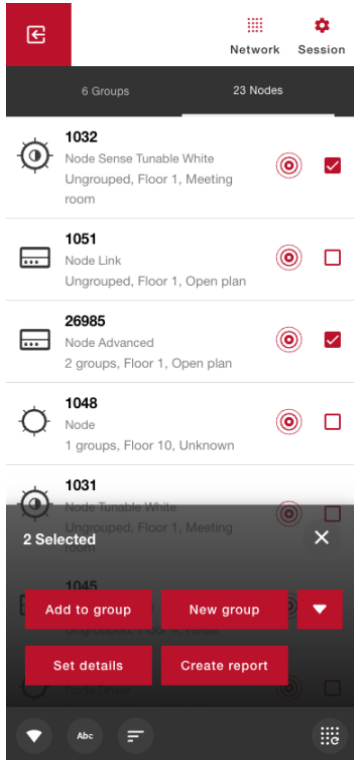 Network
Session
6 Groups
23 Nodes
1032
Node Sense Tunable White
Ungrouped, Floor 1, Meeting
room
1051
Node Link
Ungrouped, Floor 1, Open plan
26985
Node Advanced
2 groups, Floor 1, Open plan
1048
Node
1 groups, Floor 10, Unknown
1031
Node Tunable White
Ungrouped, Floor 1, Meeting
room
2 Selected
1045
Add to group
New group
Set details
Create report
Abc